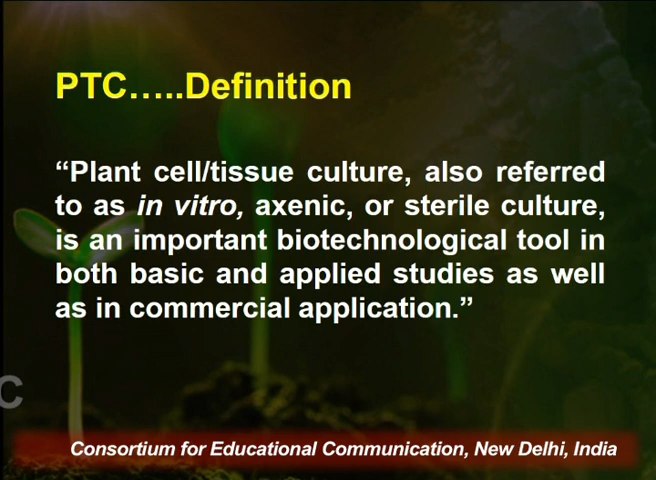 PTC…..Definition
“Plant cell/tissue culture, also referred
to as in vitro, axenic, or sterile culture,
is an important biotechnological tool in
both basic and applied studies as well
as in commercial application.”
C
Consortium for Educational Communication, New Delhi, India